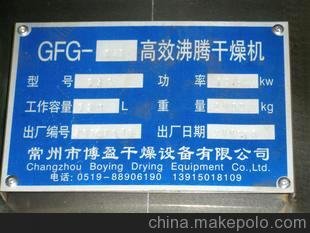 GFG- 高效沸腾干燥机
型 号 功 率 kw
工作容量 L 重 量 kg
出厂编号 出厂日期
常州市博盈干燥设备有限公司
Changzhou Boying Drying Equipment Co.,Ltd.
电话:0519-88906190 13915018109
china.makepolo.com